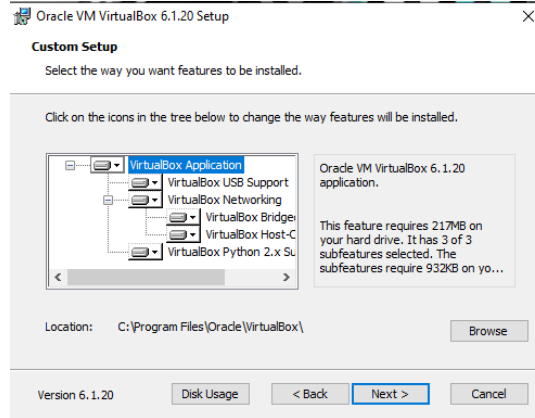 Oracle VM VirtualBox 6.1.20 Setup
Custom Setup
Select the way you want features to be installed.
Click on the icons in the tree below to change the way features will be installed.
VirtualBox Application
VirtualBox USB Support
VirtualBox Networking
VirtualBox Bridge
VirtualBox Host-C
VirtualBox Python 2.x Su
Oracle VM VirtualBox 6.1.20
application.
This feature requires 217MB on
your hard drive. It has 3 of 3
subfeatures selected. The
subfeatures require 932KB on yo...
Location: C:\Program Files\Oracle\VirtualBox\
Browse
Version 6.1.20
Disk Usage
< Back
Next >
Cancel